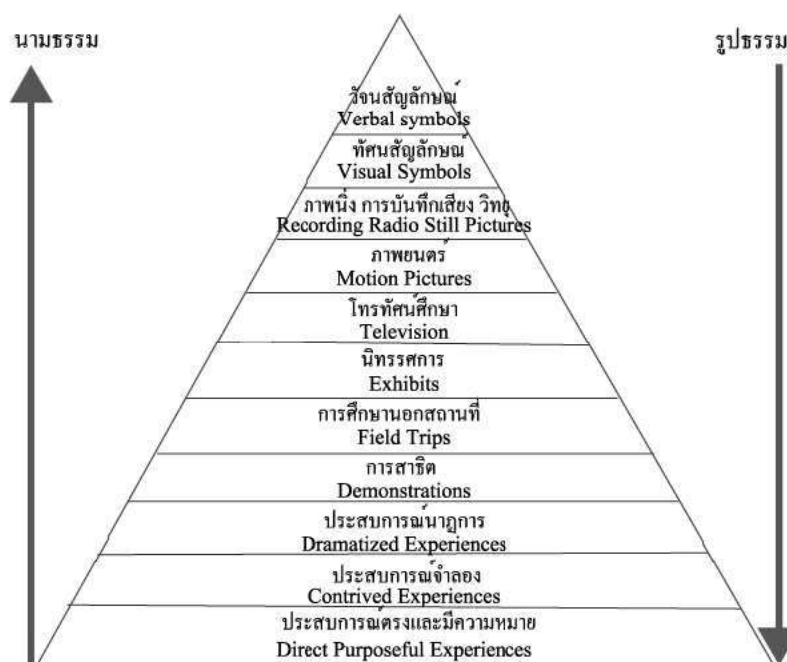 นามธรรม
รูปธรรม
วัจนสัญลักษณ์
Verbal symbols
ทัศนสัญลักษณ์
Visual Symbols
ภาพนิ่ง การบันทึกเสียง วิทยุ
Recording Radio Still Pictures
ภาพยนตร์
Motion Pictures
โทรทัศน์ศึกษา
Television
นิทรรศการ
Exhibits
การศึกษานอกสถานที่
Field Trips
การสาธิต
Demonstrations
ประสบการณ์นาฏการ
Dramatized Experiences
ประสบการณ์จำลอง
Contrived Experiences
ประสบการณ์ตรงและมีความหมาย
Direct Purposeful Experiences